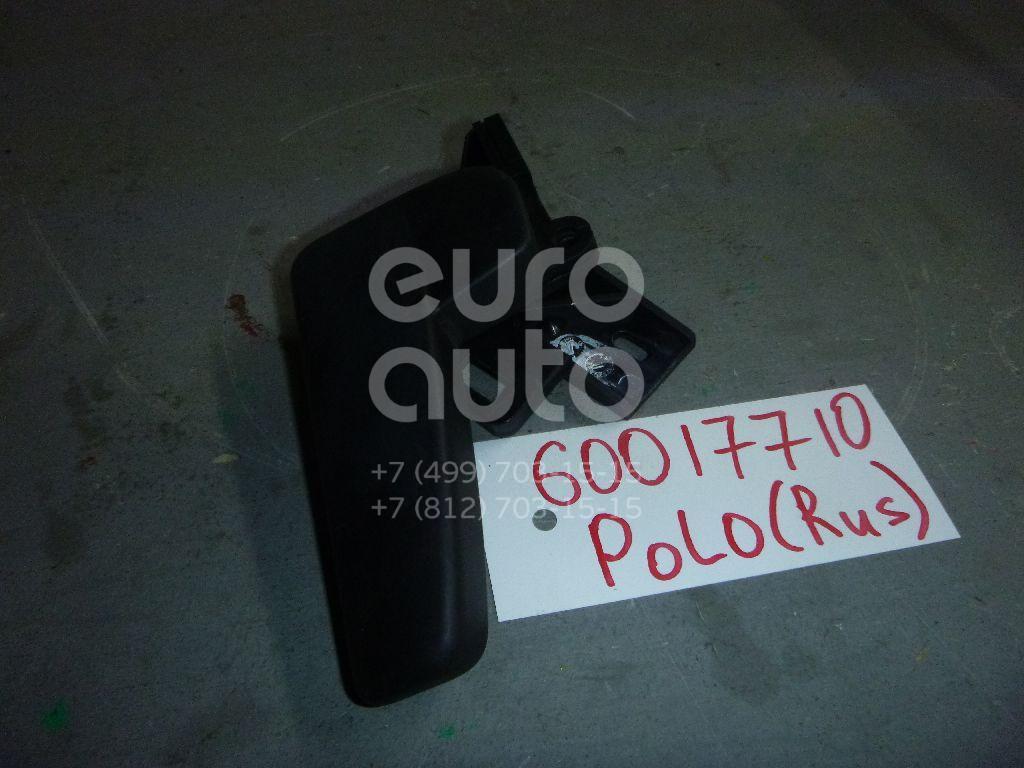 euro
auto
+7 (499) 703-15-15
+7 (812) 703-15-15
60017710
POLO (Rus)